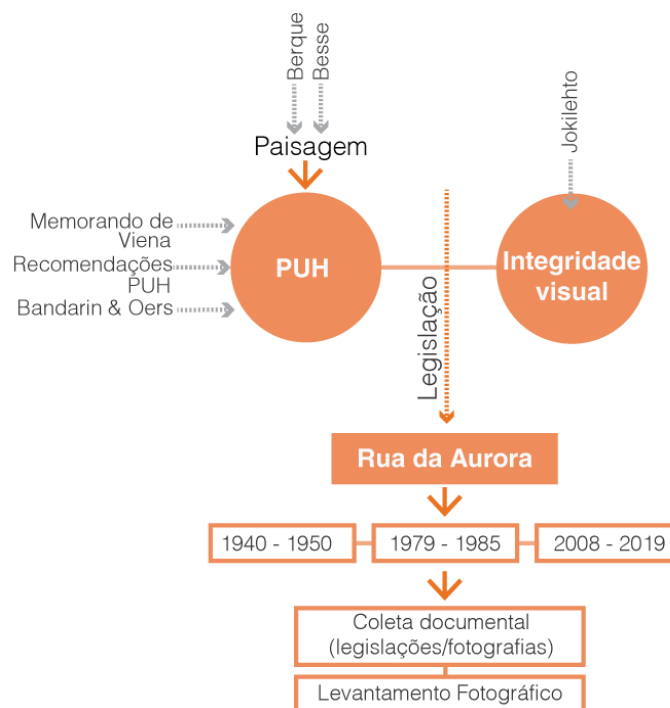 Berque
Besse
Jokilehto
Paisagem
Memorando de
Viena
Recomendações
PUH
Bandarin & Oers
PUH
Integridade
visual
Legislação
Rua da Aurora
1940 - 1950
1979 - 1985
2008 - 2019
Coleta documental
(legislações/fotografias)
Levantamento Fotográfico